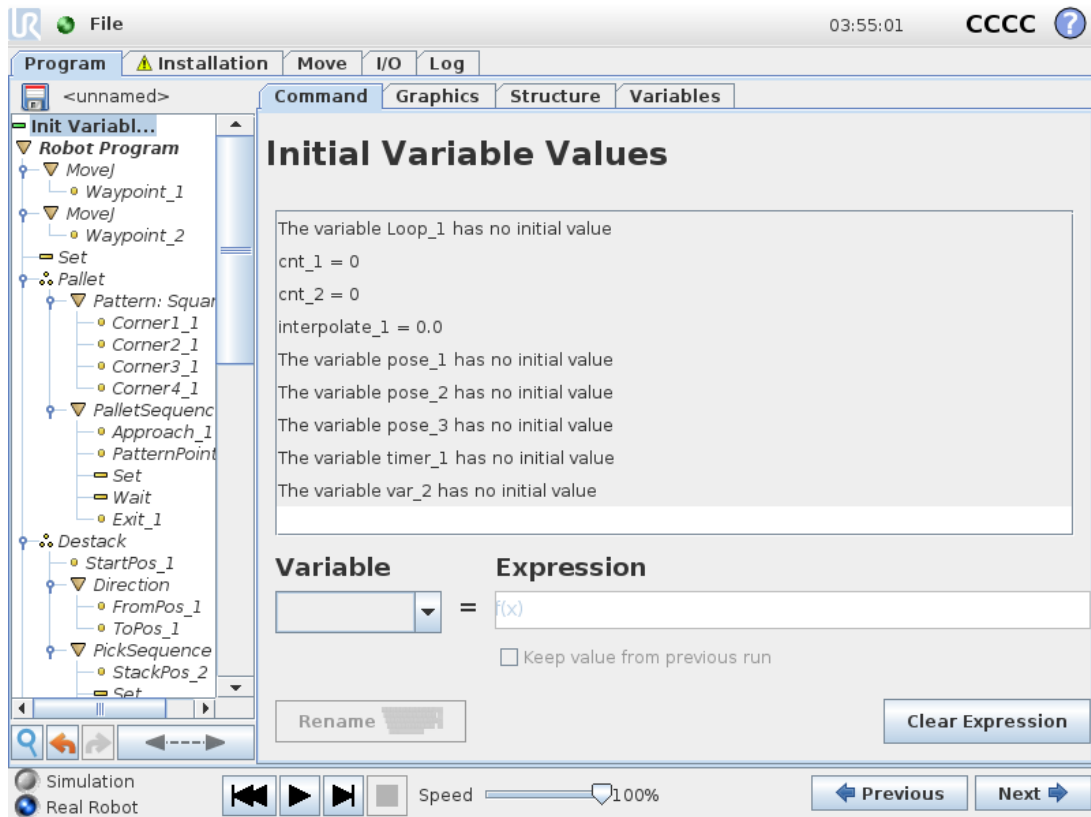 UR File 03:55:01 CCCC ?
Program Installation Move I/O Log
<unnamed> Command Graphics Structure Variables
Init Variabl...
Robot Program
MoveJ
Waypoint_1
MoveJ
Waypoint_2
Set
Pallet
Pattern: Squar
Corner1_1
Corner2_1
Corner3_1
Corner4_1
PalletSequenc
Approach_1
PatternPoint
Set
Wait
Exit_1
Destack
StartPos_1
Direction
FromPos_1
ToPos_1
PickSequence
StackPos_2
Set
Initial Variable Values
The variable Loop_1 has no initial value
cnt_1 = 0
cnt_2 = 0
interpolate_1 = 0.0
The variable pose_1 has no initial value
The variable pose_2 has no initial value
The variable pose_3 has no initial value
The variable timer_1 has no initial value
The variable var_2 has no initial value
Variable Expression
= f(x)
Keep value from previous run
Rename Clear Expression
Simulation
Real Robot
Speed 100% Previous Next